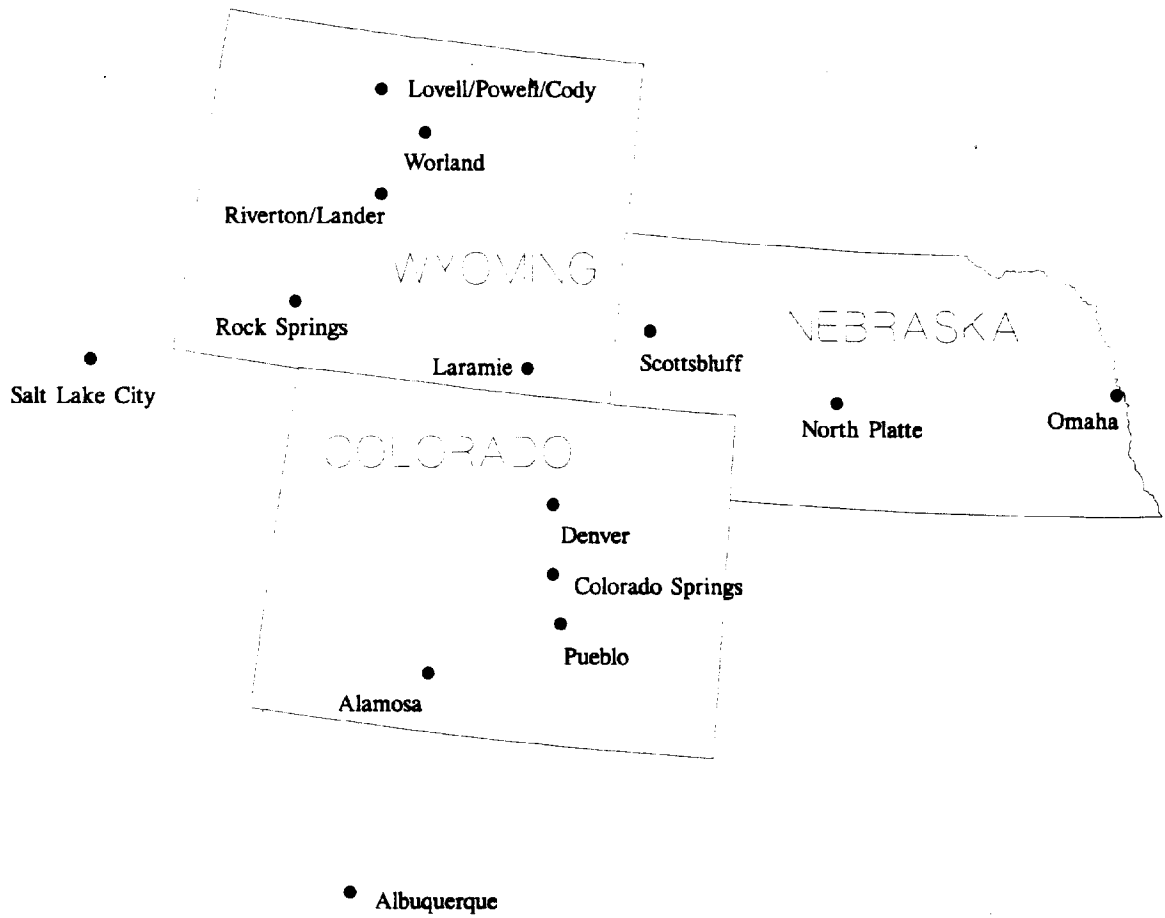 Lovell/Powell/Cody
Worland
Riverton/Lander
WYOMING
Rock Springs
Laramie
Salt Lake City
Scottsbluff
NEBRASKA
North Platte
Omaha
COLORADO
Denver
Colorado Springs
Pueblo
Alamosa
Albuquerque